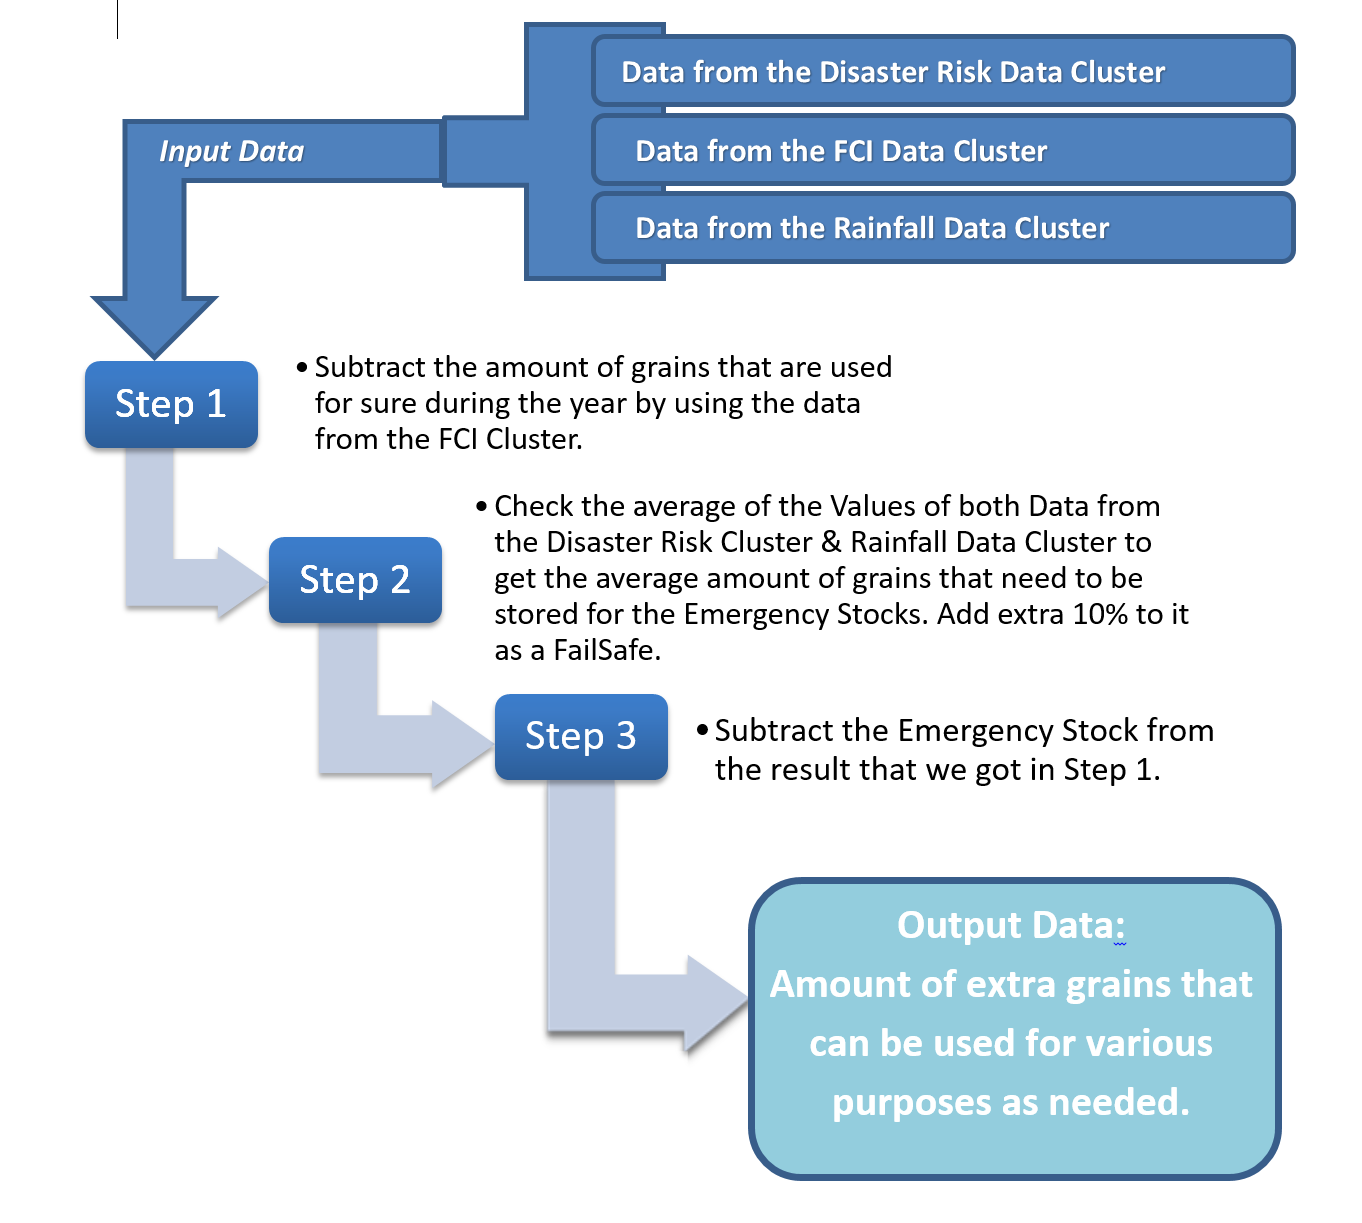 Data from the Disaster Risk Data Cluster
Input Data
Data from the FCI Data Cluster
Data from the Rainfall Data Cluster
Step 1
• Subtract the amount of grains that are used
for sure during the year by using the data
from the FCI Cluster.
Step 2
• Check the average of the Values of both Data from
the Disaster Risk Cluster & Rainfall Data Cluster to
get the average amount of grains that need to be
stored for the Emergency Stocks. Add extra 10% to it
as a FailSafe.
Step 3
• Subtract the Emergency Stock from
the result that we got in Step 1.
Output Data:
Amount of extra grains that
can be used for various
purposes as needed.